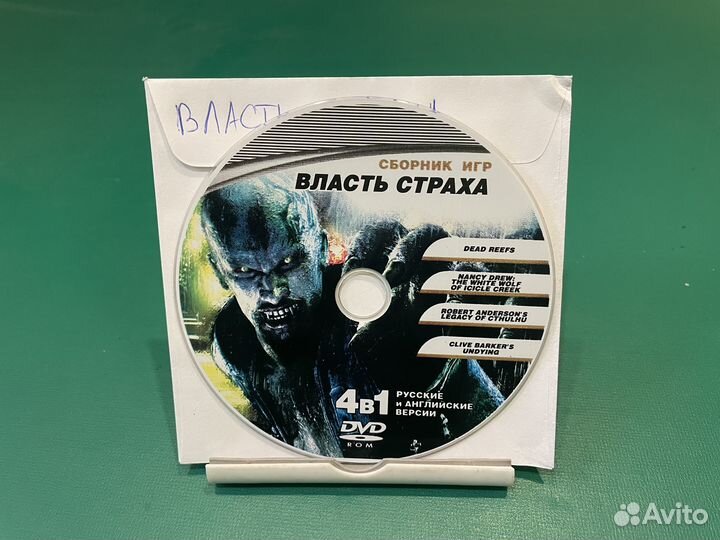 ВЛАСТЬ
СБОРНИК ИГР
ВЛАСТЬ СТРАХА
DEAD REEFS
NANCY DREW:
THE WHITE WOLF
OF ICICLE CREEK
ROBERT ANDERSON'S
LEGACY OF CTHULHU
CLIVE BARKER'S
UNDYING
4в1
РУССКИЕ
и АНГЛИЙСКИЕ
ВЕРСИИ
DVD
ROM
Avito